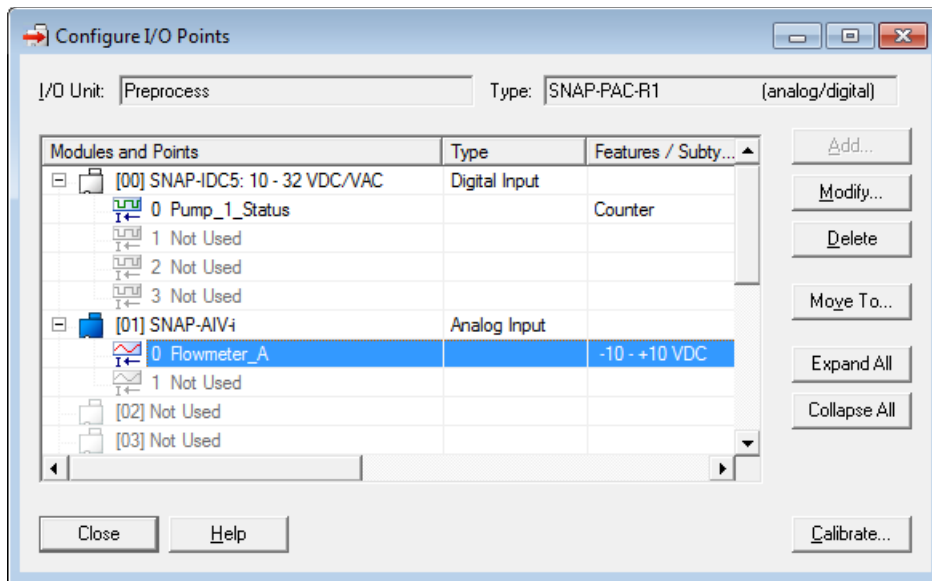 Configure I/O Points
I/O Unit: Preprocess Type: SNAP-PAC-R1 (analog/digital)
Modules and Points Type Features / Subty...
[00] SNAP-IDC5: 10 - 32 VDC/VAC Digital Input
0 Pump_1_Status Counter
1 Not Used
2 Not Used
3 Not Used
[01] SNAP-AIV-i Analog Input
0 Flowmeter_A -10 - +10 VDC
1 Not Used
[02] Not Used
[03] Not Used
Add...
Modify...
Delete
Move To...
Expand All
Collapse All
Close Help Calibrate...